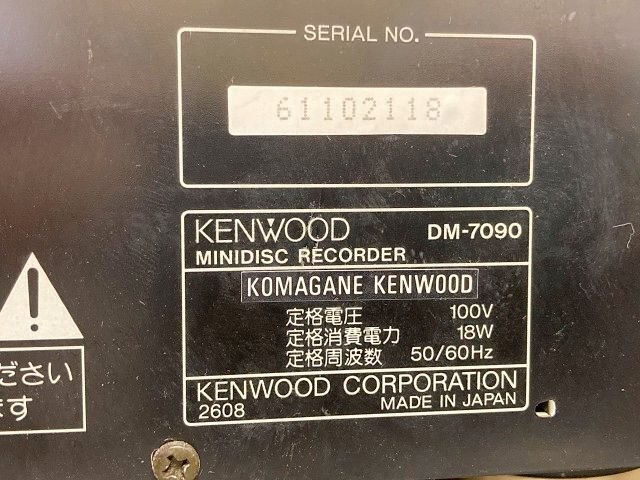 SERIAL NO.
61102118
KENWOOD DM-7090
MINIDISC RECORDER
KOMAGANE KENWOOD
定格電圧 100V
定格消費電力 18W
定格周波数 50/60Hz
KENWOOD CORPORATION
2608 MADE IN JAPAN
ださい
ます